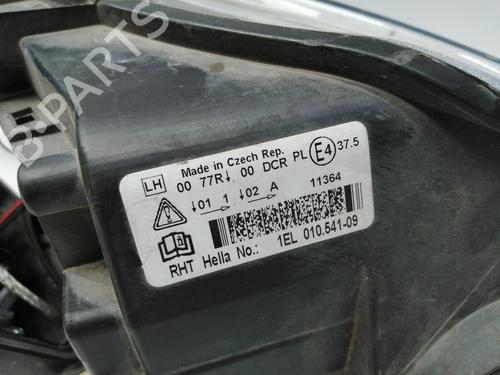 B-PARTS
Made in Czech Rep.
LH 00 77R↓ 00 DCR PL E4 37.5
↓01 1 ↓02 A 11364
RHT Hella No.: 1EL 010.541-09